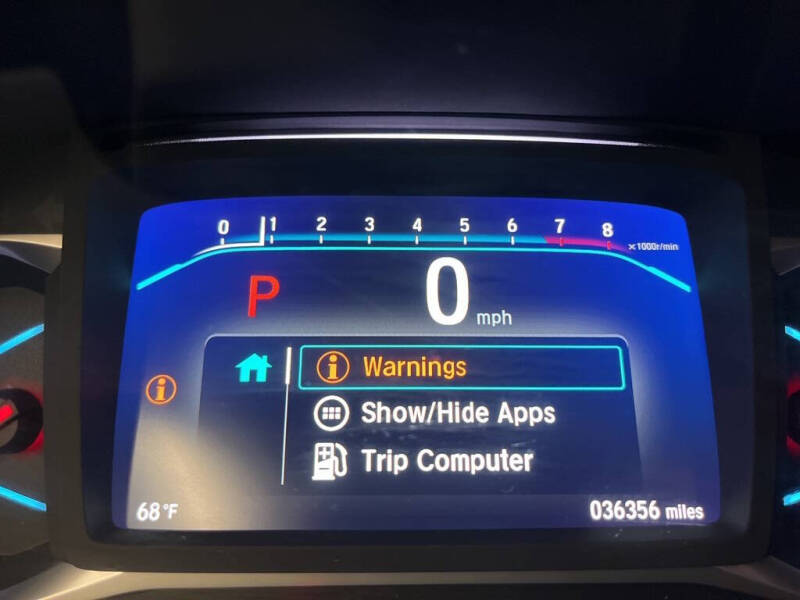 0 1 2 3 4 5 6 7 8
×1000r/min
P 0 mph
Warnings
Show/Hide Apps
Trip Computer
68°F 036356 miles